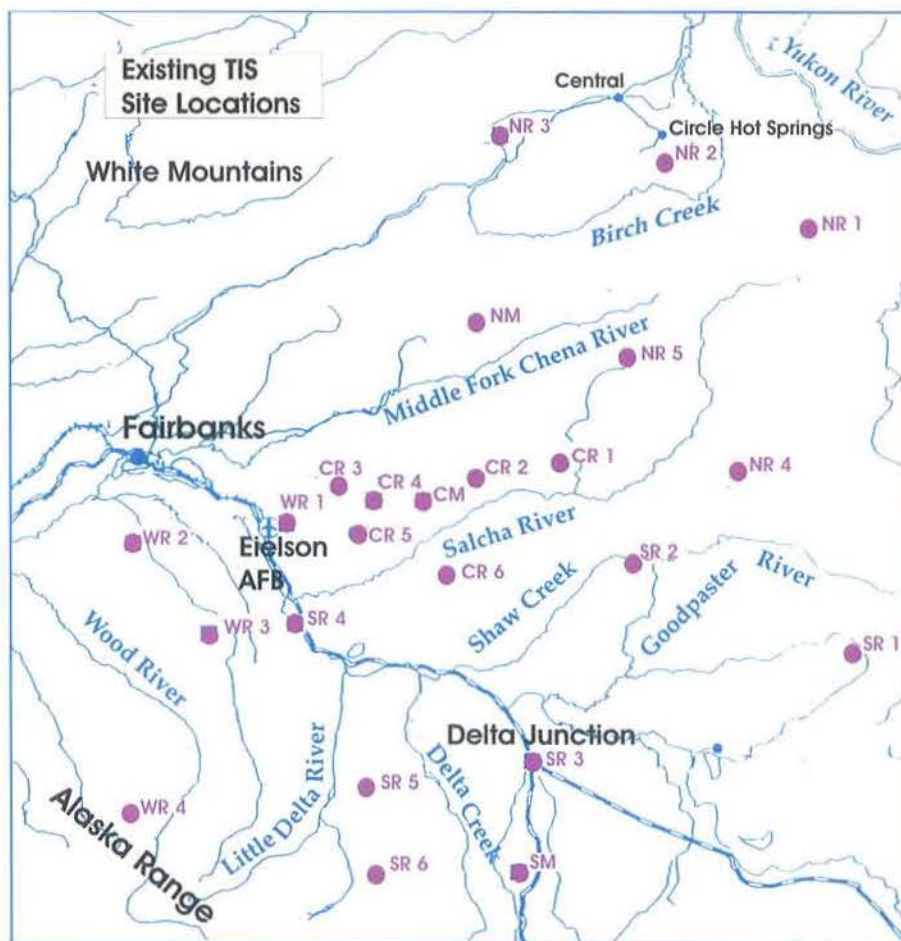 Existing TIS
Site Locations
Yukon River
Central
Circle Hot Springs
NR 3
NR 2
White Mountains
Birch Creek
NR 1
NM
Middle Fork Chena River
NR 5
Fairbanks
CR 3
CR 4
CM
CR 2
CR 1
NR 4
WR 1
WR 2
CR 5
Salcha River
Eielson
AFB
CR 6
SR 2
Shaw Creek
Goodpaster River
Wood River
WR 3
SR 4
SR 1
Delta Junction
SR 3
Little Delta River
Delta Creek
SR 5
WR 4
Alaska Range
SR 6
SM